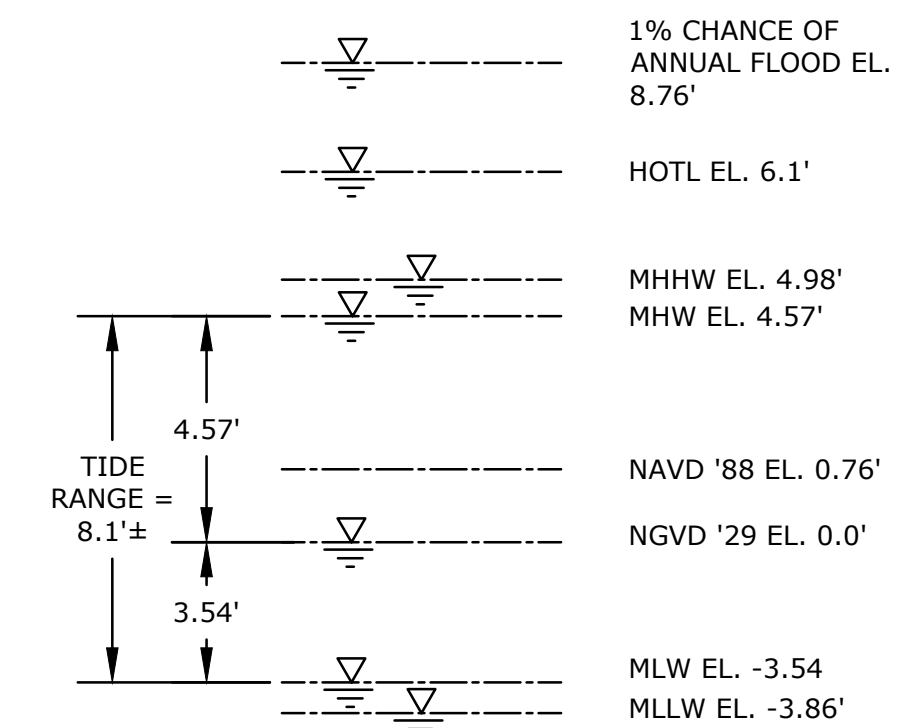 1% CHANCE OF
ANNUAL FLOOD EL.
8.76'
HOTL EL. 6.1'
MHHW EL. 4.98'
MHW EL. 4.57'
4.57'
TIDE
RANGE =
8.1'±
NAVD '88 EL. 0.76'
NGVD '29 EL. 0.0'
3.54'
MLW EL. -3.54
MLLW EL. -3.86'